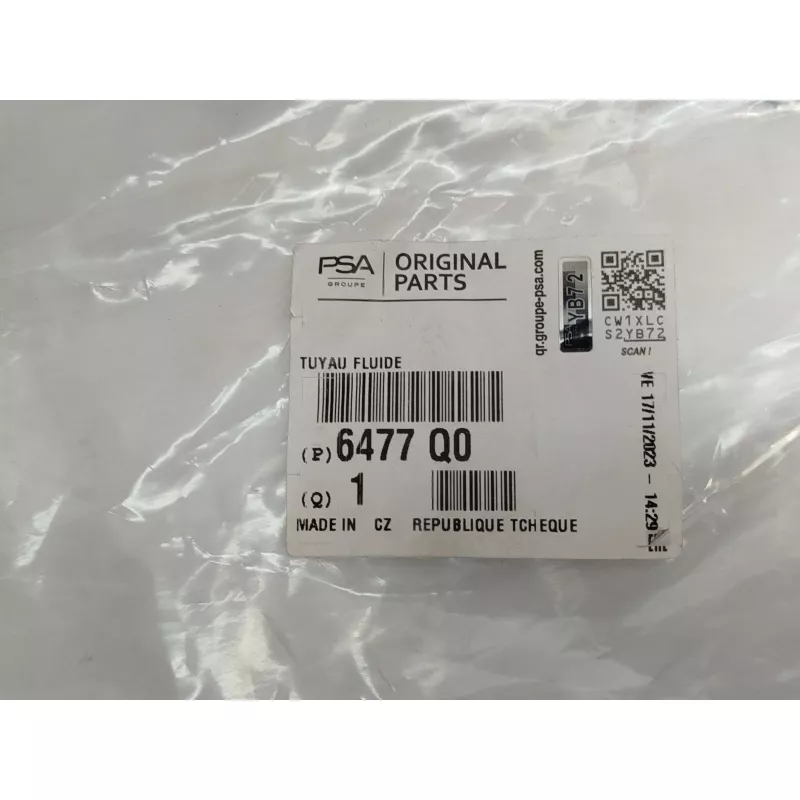 PSA
GROUPE
ORIGINAL
PARTS
qr.groupe-psa.com
YB72
CW1XLC
S2YB72
SCAN !
TUYAU FLUIDE
(P) 6477 Q0
(Q) 1
MADE IN CZ REPUBLIQUE TCHEQUE
VE 17/11/2023 - 14:29